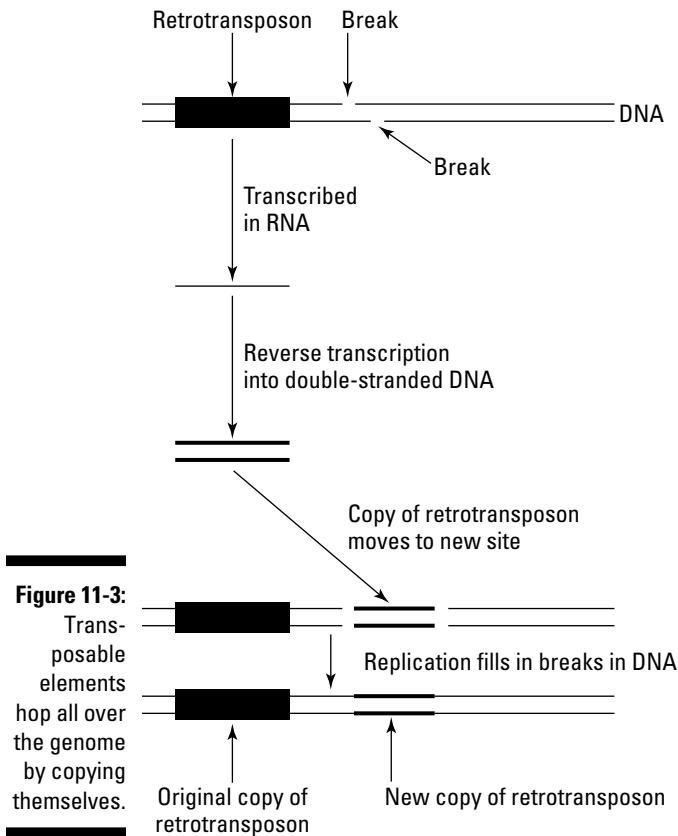 Retrotransposon
Break
DNA
Break
Transcribed
in RNA
Reverse transcription
into double-stranded DNA
Copy of retrotransposon
moves to new site
Figure 11-3:
Trans-
posable
elements
hop all over
the genome
by copying
themselves.
Replication fills in breaks in DNA
Original copy of
retrotransposon
New copy of retrotransposon